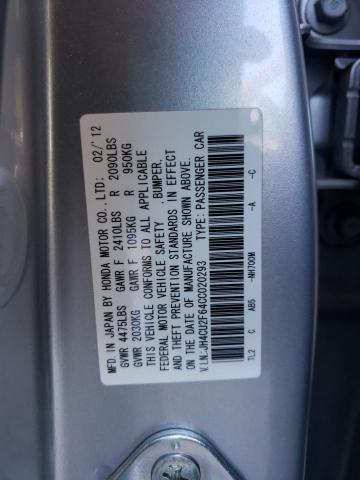 MFD. IN JAPAN BY HONDA MOTOR CO., LTD: 02/'12
GVWR 4475LBS GAWR F 2410LBS R 2090LBS
GVWR 2030KG GAWR F 1095KG R 950KG
THIS VEHICLE CONFORMS TO ALL APPLICABLE
FEDERAL MOTOR VEHICLE SAFETY , BUMPER,
AND THEFT PREVENTION STANDARDS IN EFFECT
ON THE DATE OF MANUFACTURE SHOWN ABOVE.
V.I.N:JH4CU2F64CC020293 TYPE: PASSENGER CAR
TL2 C AB5 -NH700M -A -C